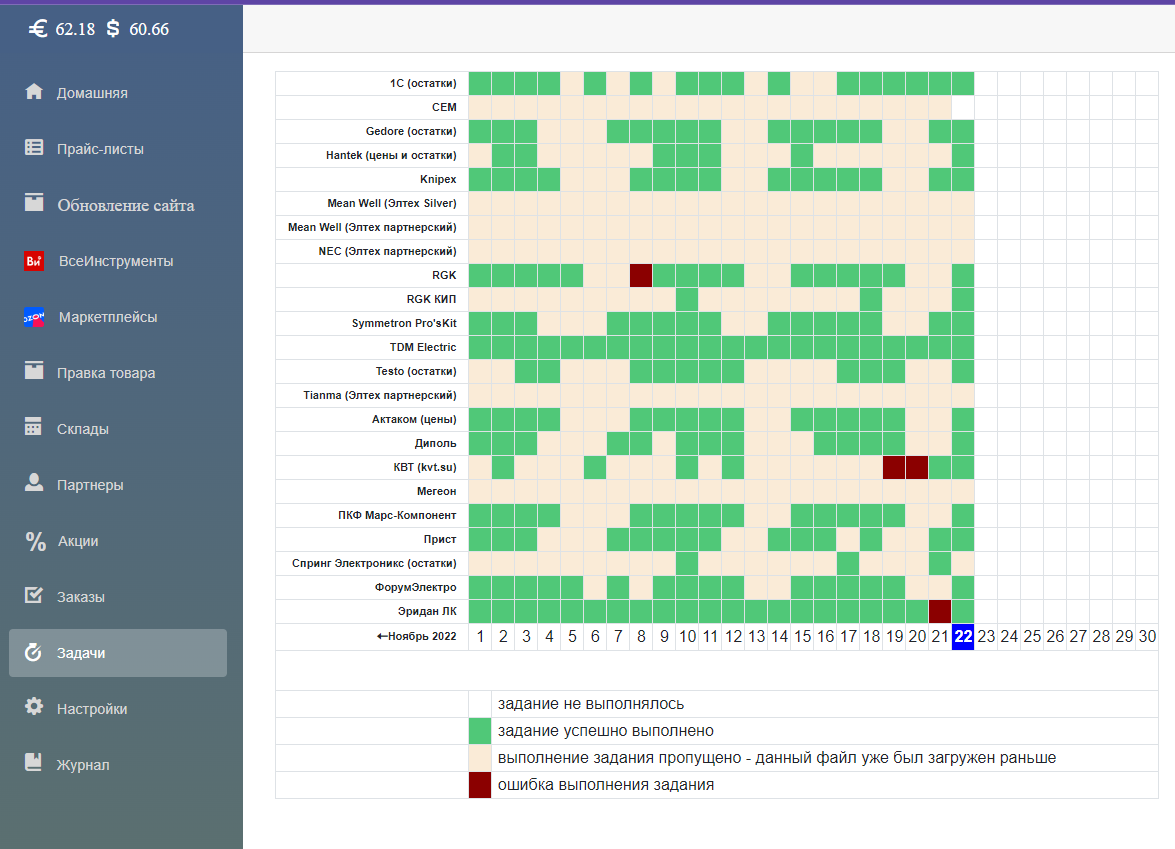 € 62.18 $ 60.66
Домашняя
Прайс-листы
Обновление сайта
Ви ВсеИнструменты
OZON Маркетплейсы
Правка товара
Склады
Партнеры
% Акции
Заказы
Задачи
Настройки
Журнал
1С (остатки)
СЕМ
Gedore (остатки)
Hantek (цены и остатки)
Knipex
Mean Well (Элтех Silver)
Mean Well (Элтех партнерский)
NEC (Элтех партнерский)
RGK
RGK КИП
Symmetron Pro'sKit
TDM Electric
Testo (остатки)
Tianma (Элтех партнерский)
Актаком (цены)
Диполь
КВТ (kvt.su)
Мегеон
ПКФ Марс-Компонент
Прист
Спринг Электроникс (остатки)
ФорумЭлектро
Эридан ЛК
←Ноябрь 2022 1 2 3 4 5 6 7 8 9 10 11 12 13 14 15 16 17 18 19 20 21 22 23 24 25 26 27 28 29 30
задание не выполнялось
задание успешно выполнено
выполнение задания пропущено - данный файл уже был загружен раньше
ошибка выполнения задания